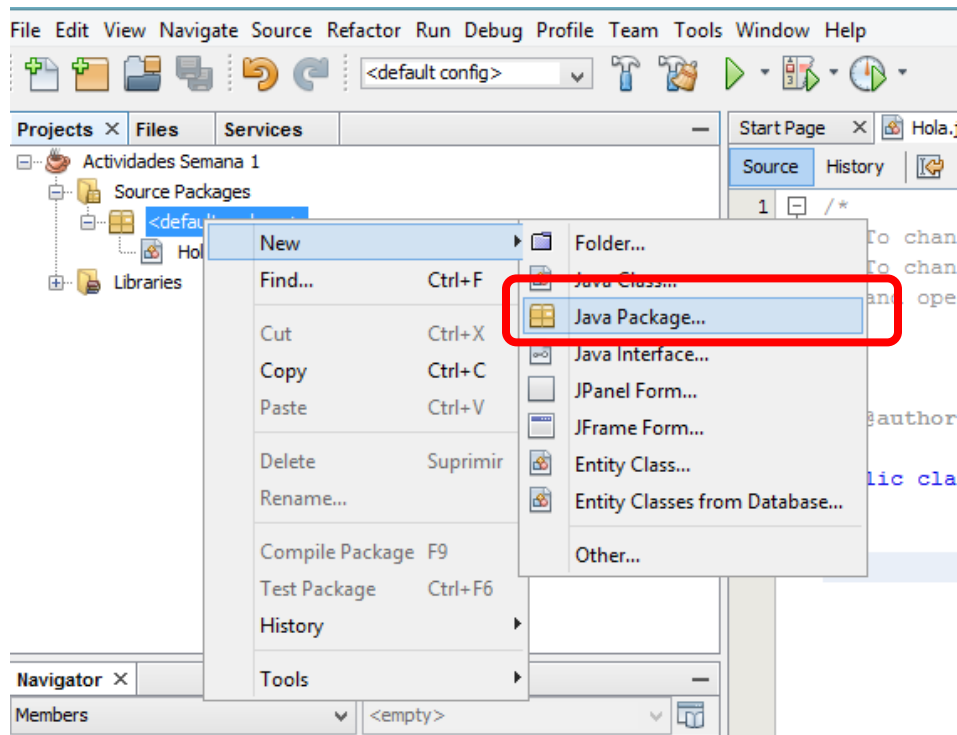 File Edit View Navigate Source Refactor Run Debug Profile Team Tools Window Help
<default config>
Projects Files Services
Start Page Hola.j
Actividades Semana 1
Source History
Source Packages
1 /*
<defau
New Folder...
To chan
Hol
Find... Ctrl+F Java Class...
To chan
Libraries
Java Package...
and ope
Cut Ctrl+X
Java Interface...
Copy Ctrl+C
JPanel Form...
Paste Ctrl+V
@author
JFrame Form...
Delete Suprimir Entity Class...
lic cla
Rename... Entity Classes from Database...
Compile Package F9 Other...
Test Package Ctrl+F6
History
Navigator Tools
Members <empty>